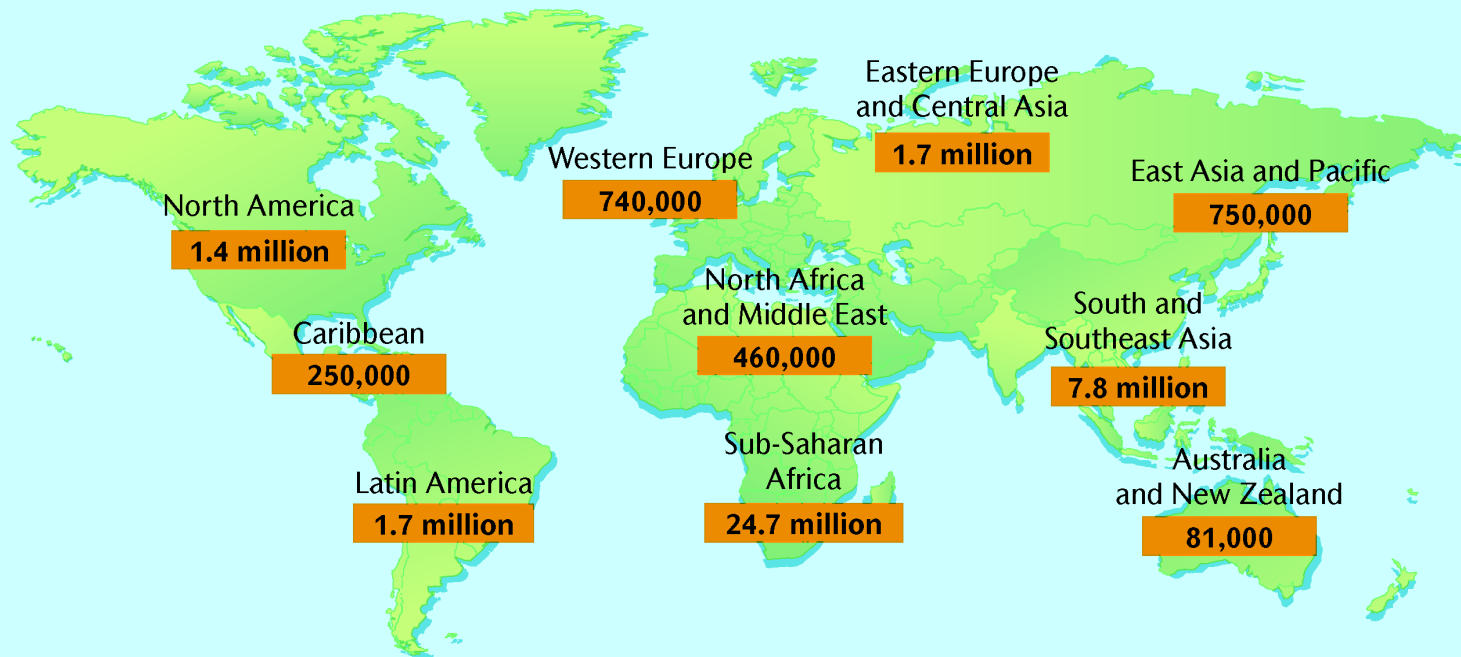 Eastern Europe
and Central Asia
1.7 million
Western Europe
740,000
East Asia and Pacific
750,000
North America
1.4 million
North Africa
and Middle East
460,000
South and
Southeast Asia
7.8 million
Caribbean
250,000
Sub-Saharan
Africa
24.7 million
Latin America
1.7 million
Australia
and New Zealand
81,000